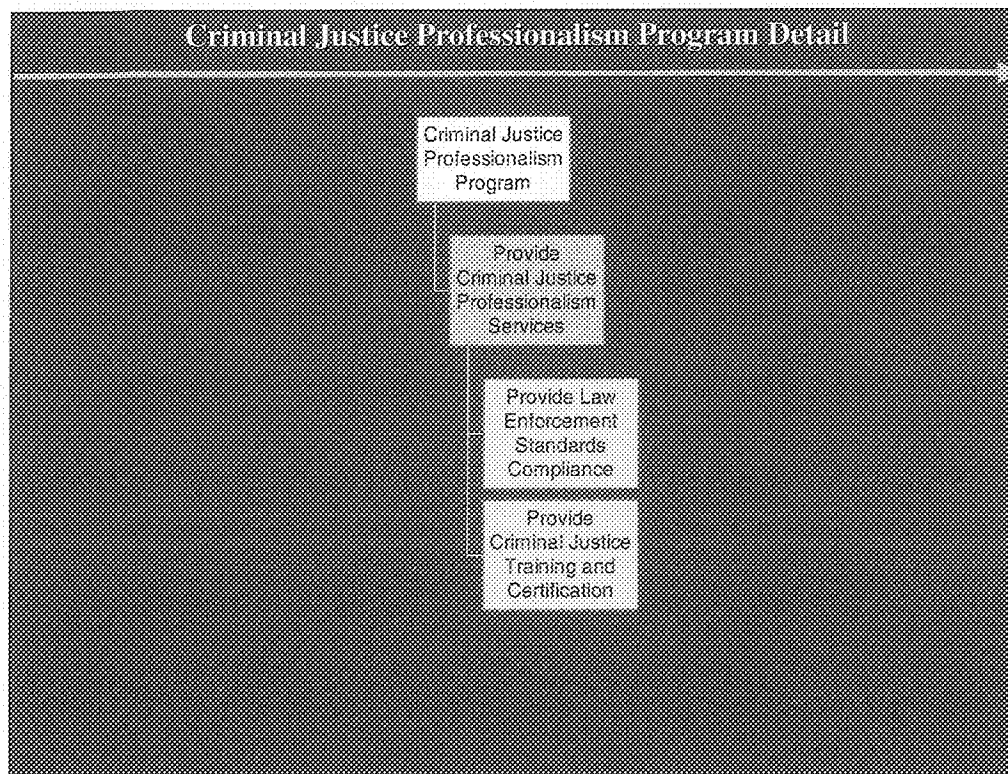 Criminal Justice Professionalism Program Detail
Criminal Justice
Professionalism
Program
Provide
Criminal Justice
Professionalism
Services
Provide Law
Enforcement
Standards
Compliance
Provide
Criminal Justice
Training and
Certification